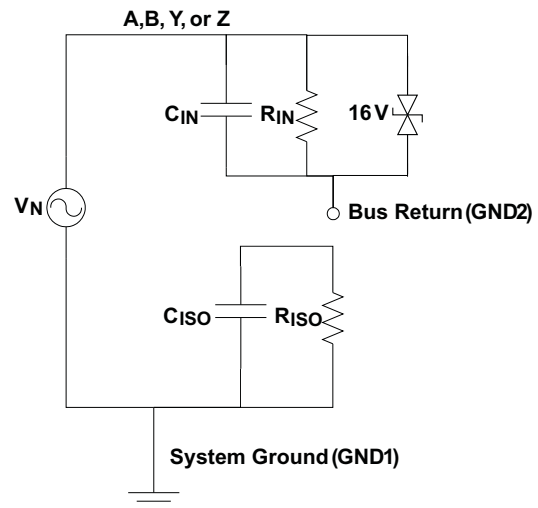 A,B, Y, or Z
CIN
RIN
16 V
VN
Bus Return (GND2)
CISO
RISO
System Ground (GND1)